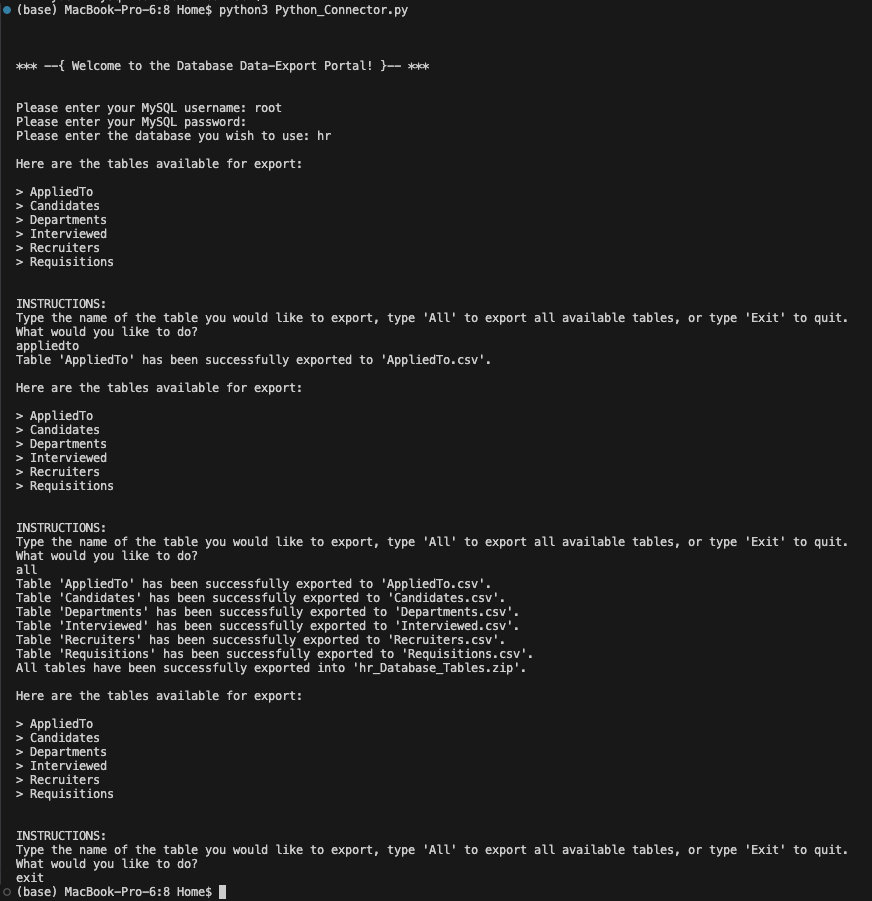 (base) MacBook-Pro-6:8 Home$ python3 Python_Connector.py
*** --{ Welcome to the Database Data-Export Portal! }-- ***
Please enter your MySQL username: root
Please enter your MySQL password:
Please enter the database you wish to use: hr
Here are the tables available for export:
> AppliedTo
> Candidates
> Departments
> Interviewed
> Recruiters
> Requisitions
INSTRUCTIONS:
Type the name of the table you would like to export, type 'All' to export all available tables, or type 'Exit' to quit.
What would you like to do?
appliedto
Table 'AppliedTo' has been successfully exported to 'AppliedTo.csv'.
Here are the tables available for export:
> AppliedTo
> Candidates
> Departments
> Interviewed
> Recruiters
> Requisitions
INSTRUCTIONS:
Type the name of the table you would like to export, type 'All' to export all available tables, or type 'Exit' to quit.
What would you like to do?
all
Table 'AppliedTo' has been successfully exported to 'AppliedTo.csv'.
Table 'Candidates' has been successfully exported to 'Candidates.csv'.
Table 'Departments' has been successfully exported to 'Departments.csv'.
Table 'Interviewed' has been successfully exported to 'Interviewed.csv'.
Table 'Recruiters' has been successfully exported to 'Recruiters.csv'.
Table 'Requisitions' has been successfully exported to 'Requisitions.csv'.
All tables have been successfully exported into 'hr_Database_Tables.zip'.
Here are the tables available for export:
> AppliedTo
> Candidates
> Departments
> Interviewed
> Recruiters
> Requisitions
INSTRUCTIONS:
Type the name of the table you would like to export, type 'All' to export all available tables, or type 'Exit' to quit.
What would you like to do?
exit
(base) MacBook-Pro-6:8 Home$